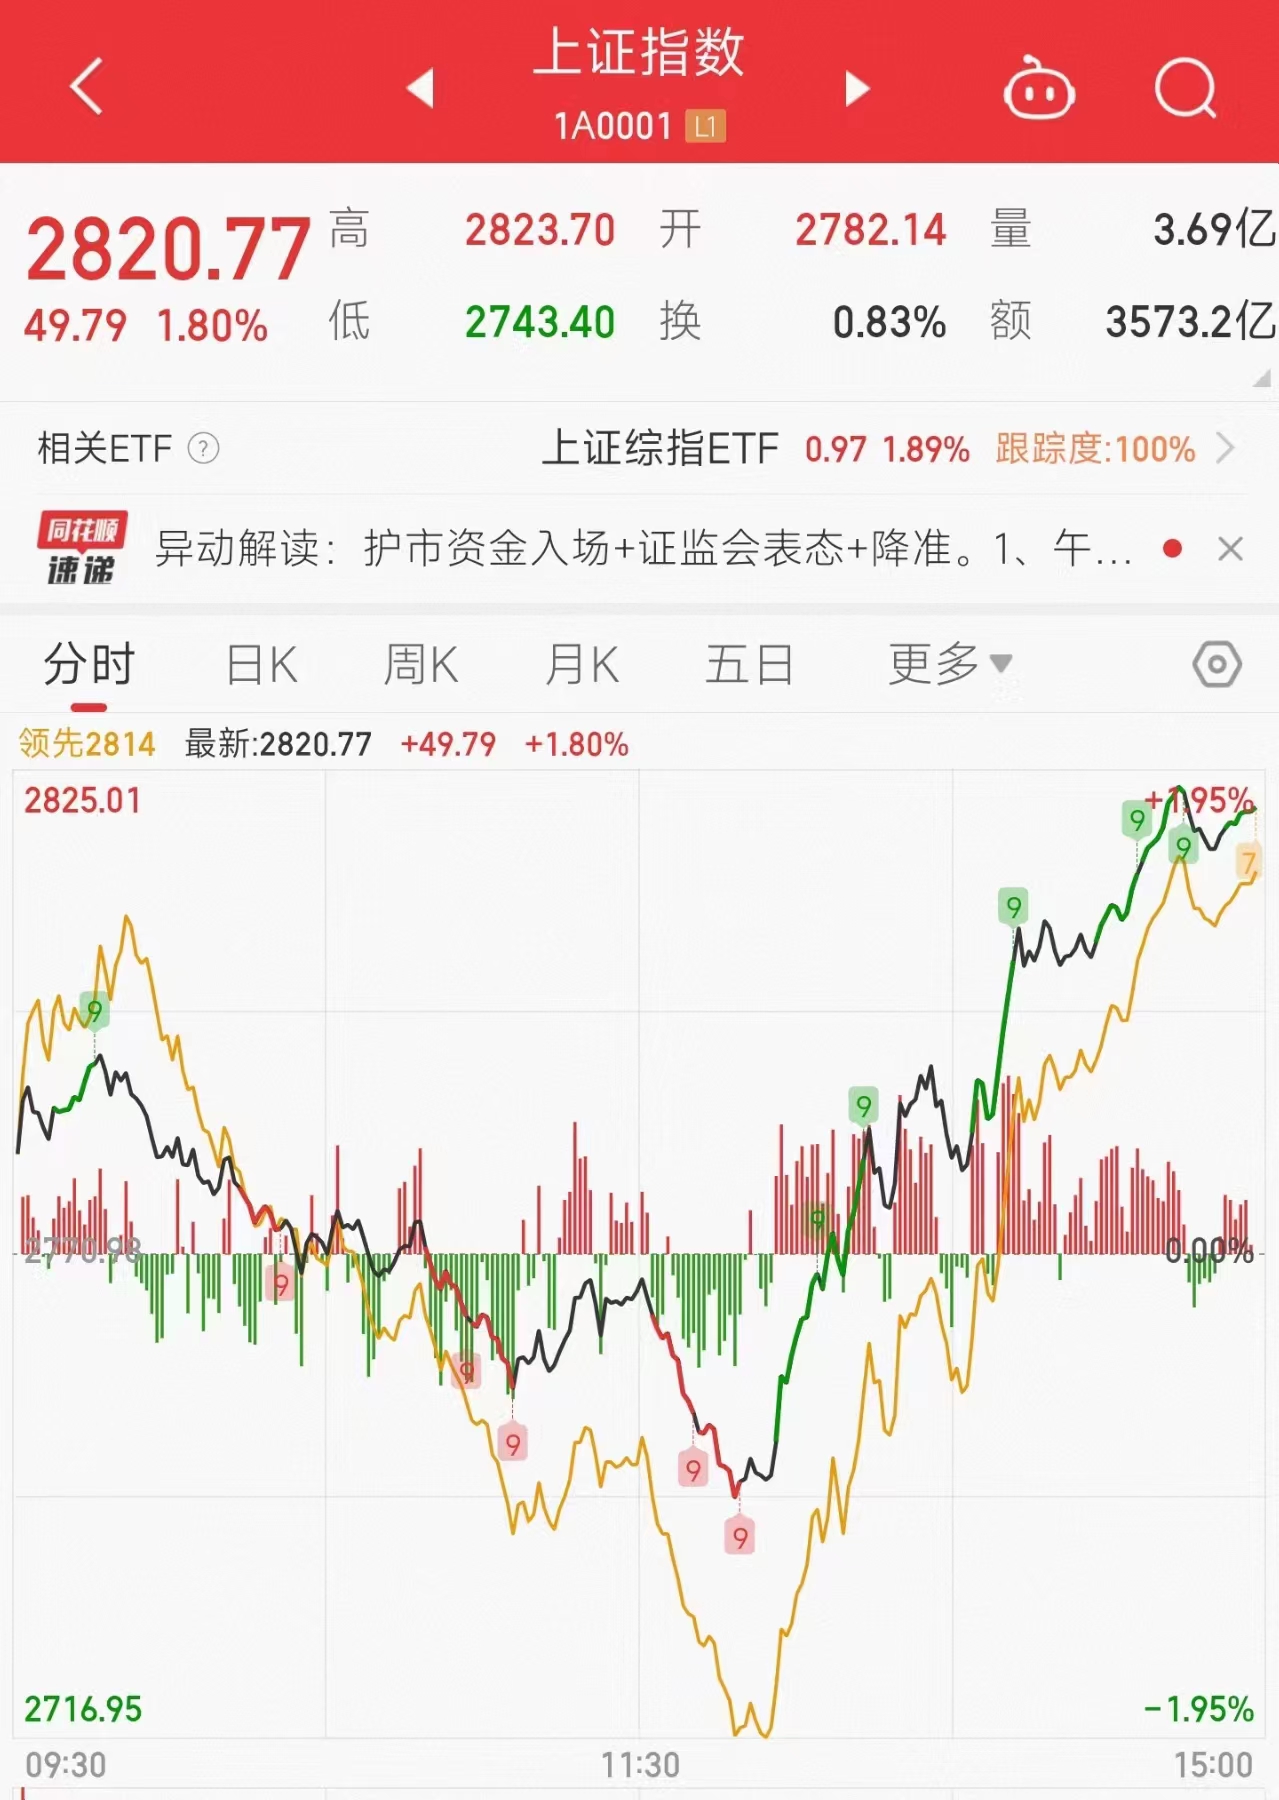 上证指数
1A0001 L1
2820.77 高 2823.70 开 2782.14 量 3.69亿
49.79 1.80% 低 2743.40 换 0.83% 额 3573.2亿
相关ETF ? 上证综指ETF 0.97 1.89% 跟踪度:100%
同花顺
速递
异动解读：护市资金入场+证监会表态+降准。1、午...
分时 日K 周K 月K 五日 更多
领先2814 最新:2820.77 +49.79 +1.80%
2825.01 +1.95%
9
9
7
9
9
9
9
2770.98 0.00%
9
9
9
9
9
2716.95 -1.95%
09:30 11:30 15:00